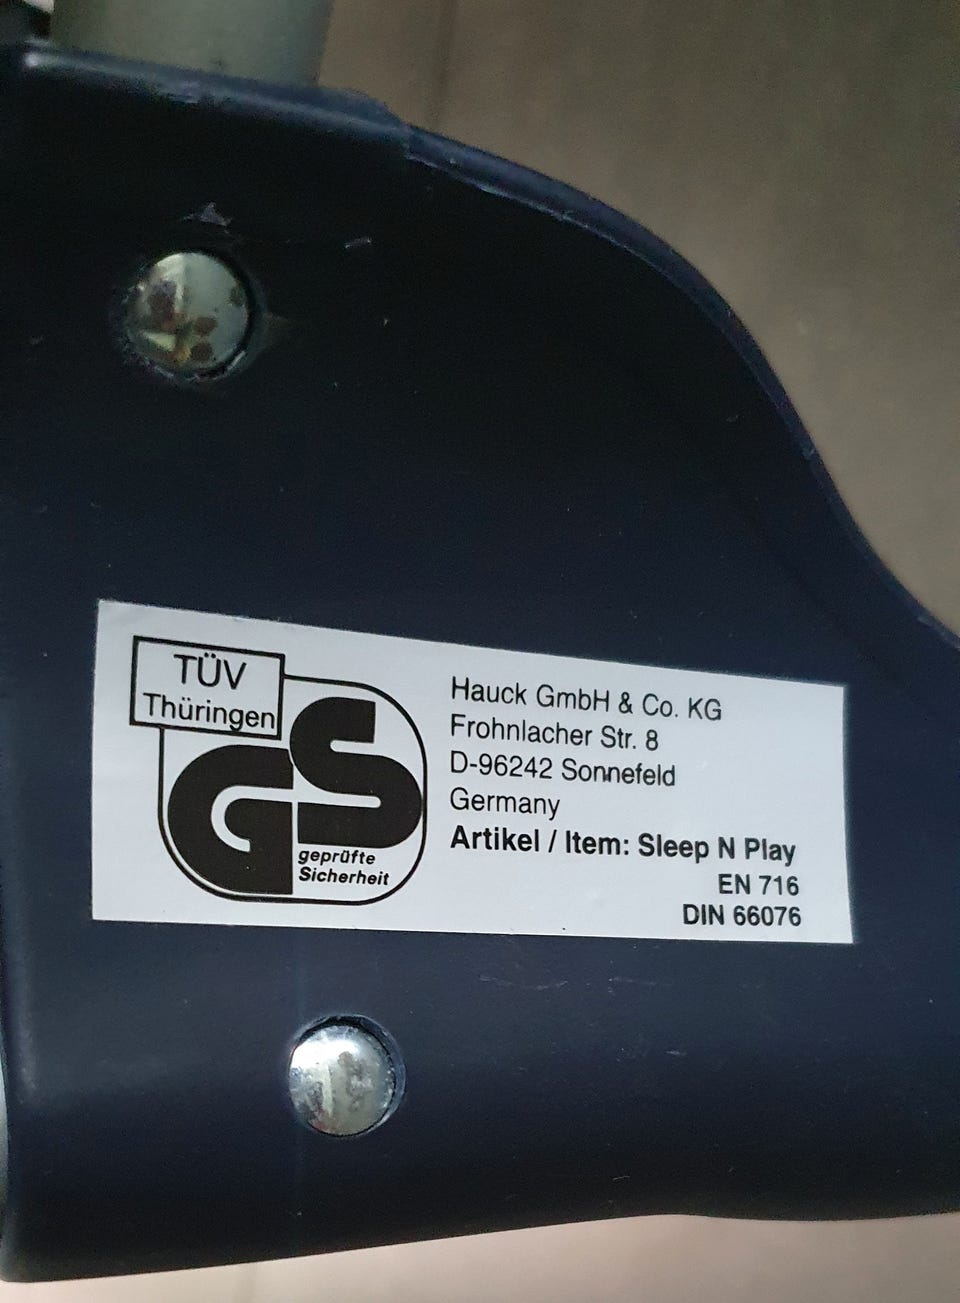 TÜV
Thüringen
GS
geprüfte
Sicherheit
Hauck GmbH & Co. KG
Frohnlacher Str. 8
D-96242 Sonnefeld
Germany
Artikel / Item: Sleep N Play
EN 716
DIN 66076